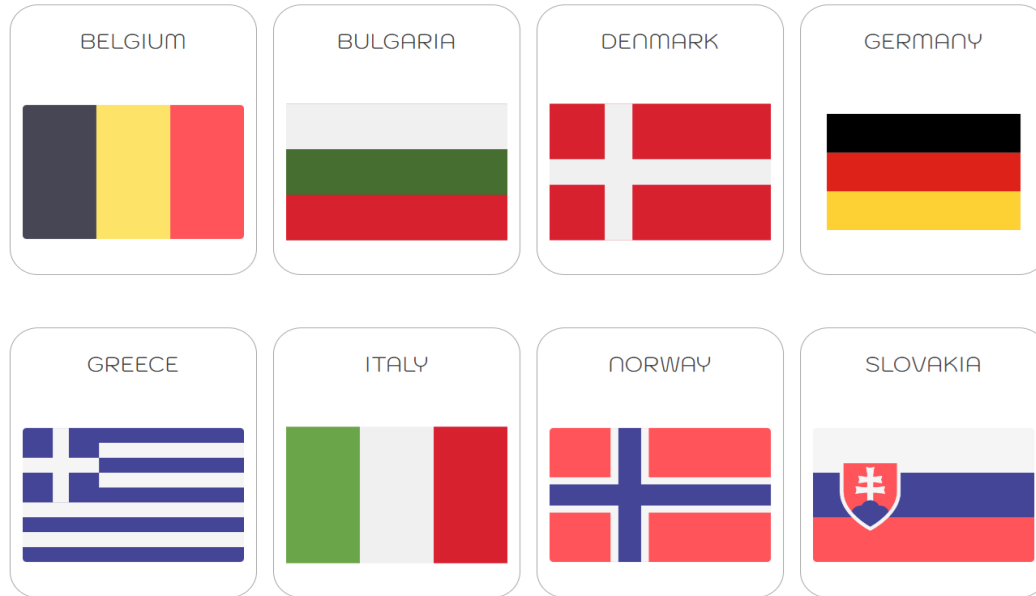 BELGIUM
BULGARIA
DENMARK
GERMANY
GREECE
ITALY
NORWAY
SLOVAKIA